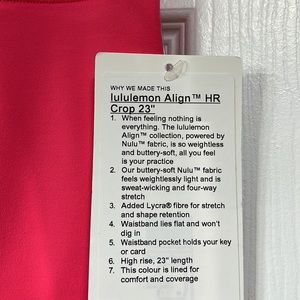 WHY WE MADE THIS
lululemon Align™ HR
Crop 23"
1. When feeling nothing is
everything. The lululemon
Align™ collection, powered by
Nulu™ fabric, is so weightless
and buttery-soft, all you feel
is your practice
2. Our buttery-soft Nulu™ fabric
feels weightlessly light and is
sweat-wicking and four-way
stretch
3. Added Lycra® fibre for stretch
and shape retention
4. Waistband lies flat and won't
dig in
5. Waistband pocket holds your key
or card
6. High rise, 23" length
7. This colour is lined for
comfort and coverage